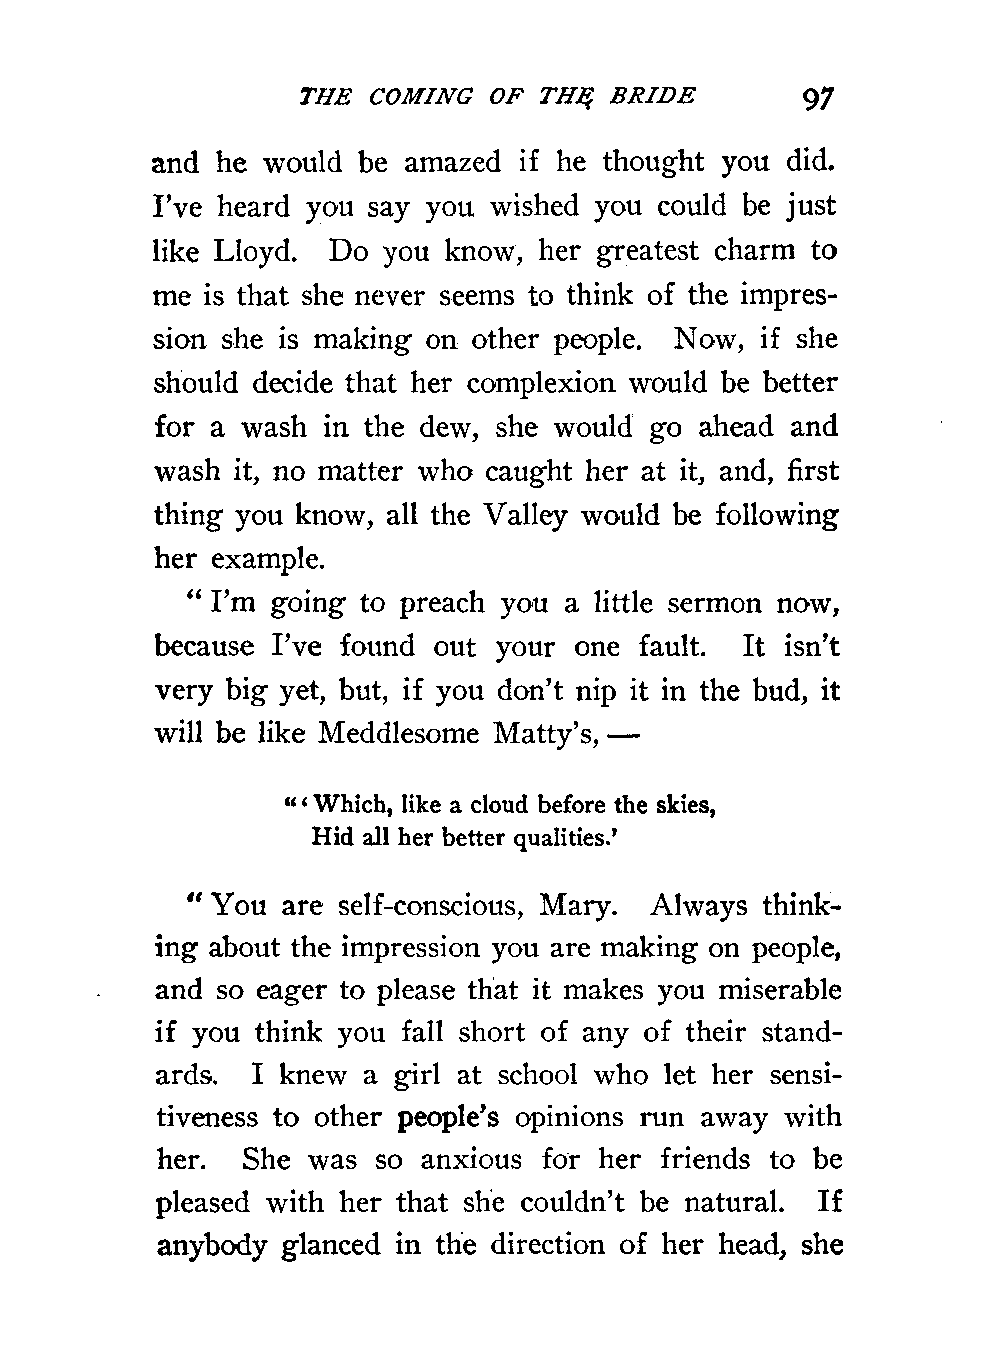 THE COMING OF THE BRIDE 97
and he would be amazed if he thought you did.
I've heard you say you wished you could be just
like Lloyd. Do you know, her greatest charm to
me is that she never seems to think of the impres-
sion she is making on other people. Now, if she
should decide that her complexion would be better
for a wash in the dew, she would go ahead and
wash it, no matter who caught her at it, and, first
thing you know, all the Valley would be following
her example.
" I'm going to preach you a little sermon now,
because I've found out your one fault. It isn't
very big yet, but, if you don't nip it in the bud, it
will be like Meddlesome Matty's, —
" ' Which, like a cloud before the skies,
Hid all her better qualities.'
" You are self-conscious, Mary. Always think-
ing about the impression you are making on people,
and so eager to please that it makes you miserable
if you think you fall short of any of their stand-
ards. I knew a girl at school who let her sensi-
tiveness to other people's opinions run away with
her. She was so anxious for her friends to be
pleased with her that she couldn't be natural. If
anybody glanced in the direction of her head, she